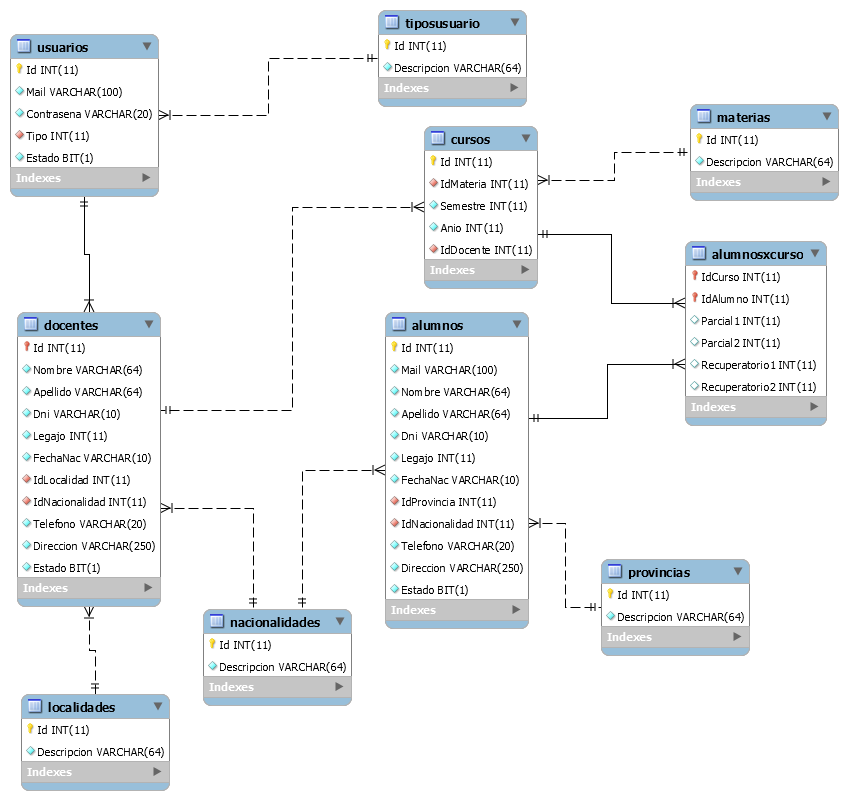 tiposusuario
Id INT(11)
Descripcion VARCHAR(64)
Indexes
usuarios
Id INT(11)
Mail VARCHAR(100)
Contrasena VARCHAR(20)
Tipo INT(11)
Estado BIT(1)
Indexes
cursos
Id INT(11)
IdMateria INT(11)
Semestre INT(11)
Anio INT(11)
IdDocente INT(11)
Indexes
materias
Id INT(11)
Descripcion VARCHAR(64)
Indexes
alumnosxcurso
IdCurso INT(11)
IdAlumno INT(11)
Parcial1 INT(11)
Parcial2 INT(11)
Recuperatorio1 INT(11)
Recuperatorio2 INT(11)
Indexes
docentes
Id INT(11)
Nombre VARCHAR(64)
Apellido VARCHAR(64)
Dni VARCHAR(10)
Legajo INT(11)
FechaNac VARCHAR(10)
IdLocalidad INT(11)
IdNacionalidad INT(11)
Telefono VARCHAR(20)
Direccion VARCHAR(250)
Estado BIT(1)
Indexes
alumnos
Id INT(11)
Mail VARCHAR(100)
Nombre VARCHAR(64)
Apellido VARCHAR(64)
Dni VARCHAR(10)
Legajo INT(11)
FechaNac VARCHAR(10)
IdProvincia INT(11)
IdNacionalidad INT(11)
Telefono VARCHAR(20)
Direccion VARCHAR(250)
Estado BIT(1)
Indexes
provincias
Id INT(11)
Descripcion VARCHAR(64)
Indexes
nacionalidades
Id INT(11)
Descripcion VARCHAR(64)
Indexes
localidades
Id INT(11)
Descripcion VARCHAR(64)
Indexes